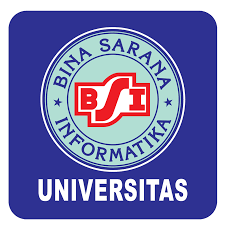 BINA SARANA
BSI
INFORMATIKA
UNIVERSITAS